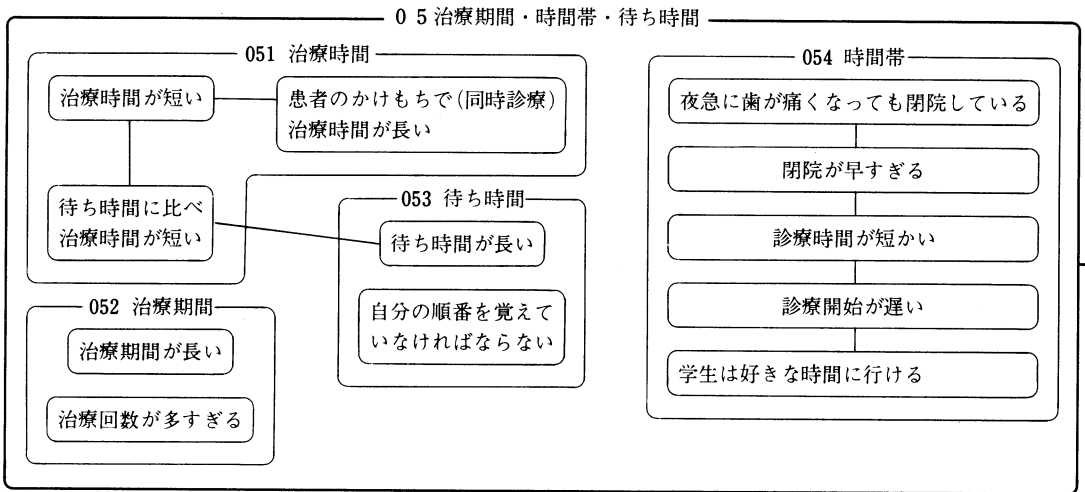 05治療期間・時間帯・待ち時間
051 治療時間
治療時間が短い
患者のかけもちで(同時診療)
治療時間が長い
待ち時間に比べ
治療時間が短い
052 治療期間
治療期間が長い
治療回数が多すぎる
053 待ち時間
待ち時間が長い
自分の順番を覚えて
いなければならない
054 時間帯
夜急に歯が痛くなっても閉院している
閉院が早すぎる
診療時間が短かい
診療開始が遅い
学生は好きな時間に行ける